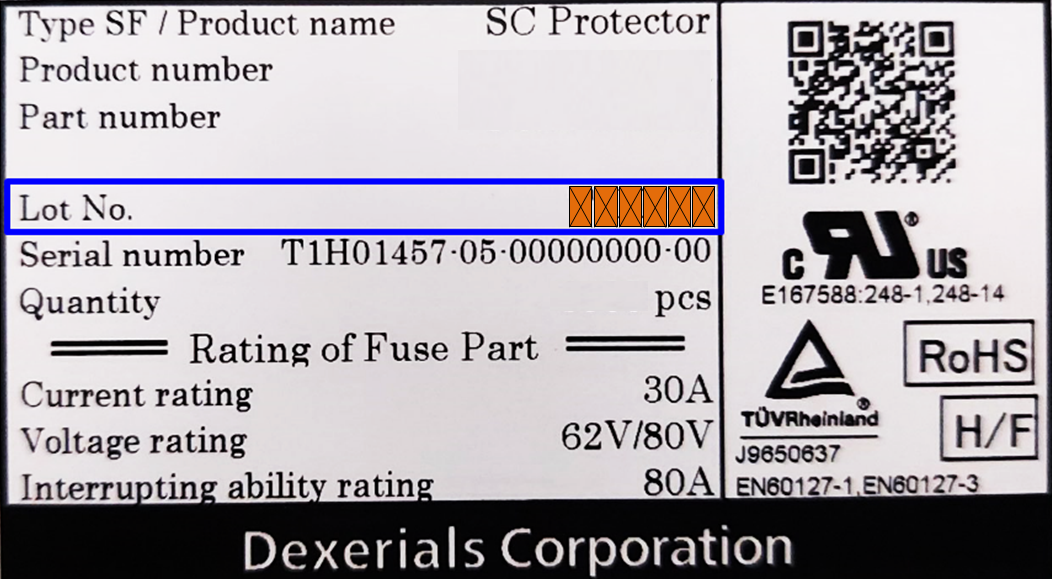 Type SF / Product name SC Protector
Product number
Part number
Lot No.
Serial number T1H01457-05-00000000-00
Quantity pcs
Rating of Fuse Part
Current rating 30A
Voltage rating 62V/80V
Interrupting ability rating 80A
c RU ® US
E167588:248-1,248-14
TÜVRheinland ®
J9650637
EN60127-1,EN60127-3
RoHS
H/F
Dexerials Corporation